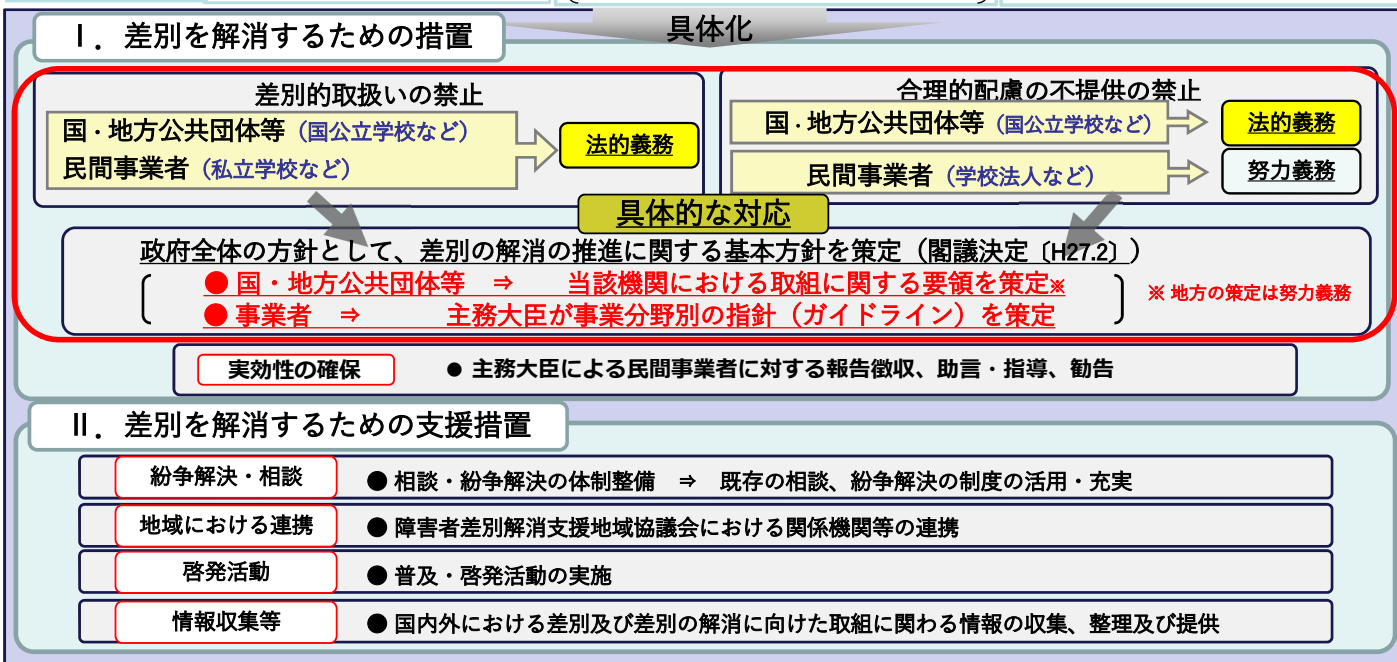 具体化
Ⅰ．差別を解消するための措置
差別的取扱いの禁止
国・地方公共団体等（国公立学校など）
民間事業者（私立学校など）
法的義務
合理的配慮の不提供の禁止
国・地方公共団体等（国公立学校など）
法的義務
民間事業者（学校法人など）
努力義務
具体的な対応
政府全体の方針として、差別の解消の推進に関する基本方針を策定（閣議決定〔H27.2〕）
● 国・地方公共団体等 ⇒ 当該機関における取組に関する要領を策定※
● 事業者 ⇒ 主務大臣が事業分野別の指針（ガイドライン）を策定
※ 地方の策定は努力義務
実効性の確保 ● 主務大臣による民間事業者に対する報告徴収、助言・指導、勧告
Ⅱ．差別を解消するための支援措置
紛争解決・相談 ● 相談・紛争解決の体制整備 ⇒ 既存の相談、紛争解決の制度の活用・充実
地域における連携 ● 障害者差別解消支援地域協議会における関係機関等の連携
啓発活動 ● 普及・啓発活動の実施
情報収集等 ● 国内外における差別及び差別の解消に向けた取組に関わる情報の収集、整理及び提供